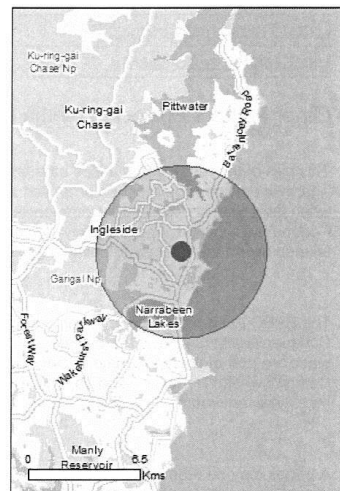 Ku-ring-gai
Chase Np
Ku-ring-gai
Chase
Pittwater
Barrenjoey Road
Ingleside
Garigal Np
Narrabeen
Lakes
Wakehurst Parkway
Forest Way
Manly
Reservoir
0 6.5
Kms